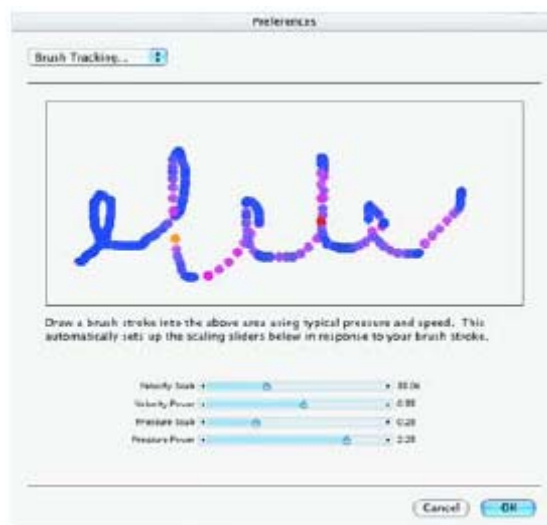 Preferences
Brush Tracking...
Draw a brush stroke into the above area using typical pressure and speed. This
automatically sets up the scaling sliders below in response to your brush stroke.
Velocity Scale
Velocity Power
Pressure Scale
Pressure Power
Cancel OK